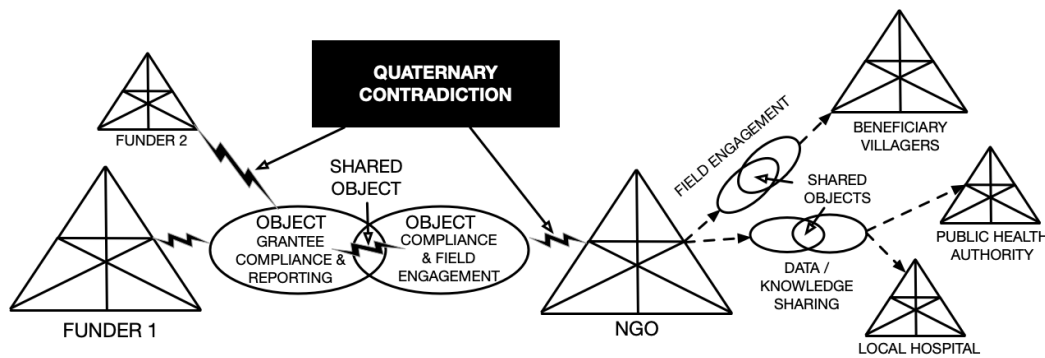 QUATERNARY
CONTRADICTION
FUNDER 2
SHARED
OBJECT
OBJECT
GRANTEE
COMPLIANCE &
REPORTING
OBJECT
COMPLIANCE
& FIELD
ENGAGEMENT
FUNDER 1
NGO
FIELD ENGAGEMENT
BENEFICIARY
VILLAGERS
SHARED
OBJECTS
DATA /
KNOWLEDGE
SHARING
PUBLIC HEALTH
AUTHORITY
LOCAL HOSPITAL